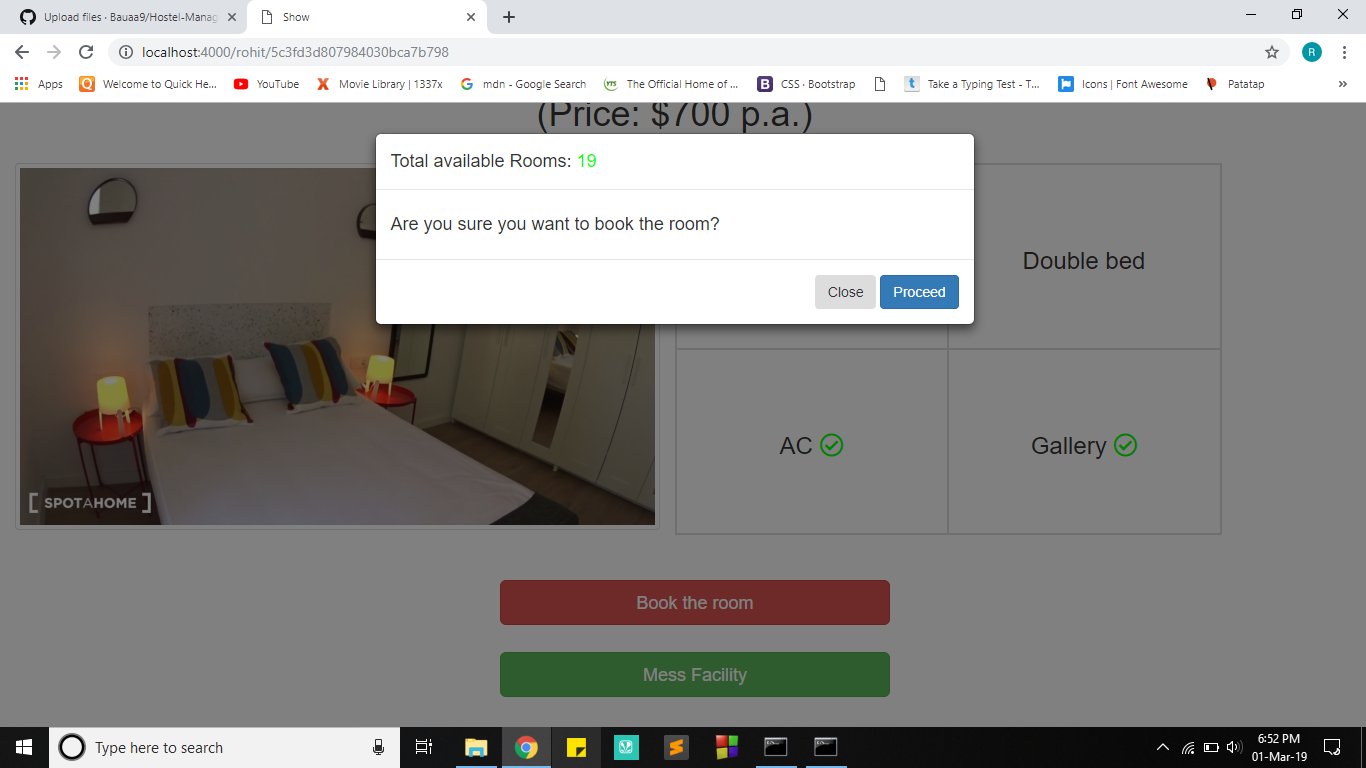 Upload files · Bauaa9/Hostel-Manag
Show
localhost:4000/rohit/5c3fd3d807984030bca7b798
R
Apps
Welcome to Quick He...
YouTube
Movie Library | 1337x
mdn - Google Search
The Official Home of ...
CSS · Bootstrap
Take a Typing Test - T...
Icons | Font Awesome
Patatap
(Price: $700 p.a.)
Total available Rooms: 19
Are you sure you want to book the room?
Close
Proceed
Double bed
AC
Gallery
[ SPOTAHOME ]
Book the room
Mess Facility
Type here to search
6:52 PM
01-Mar-19